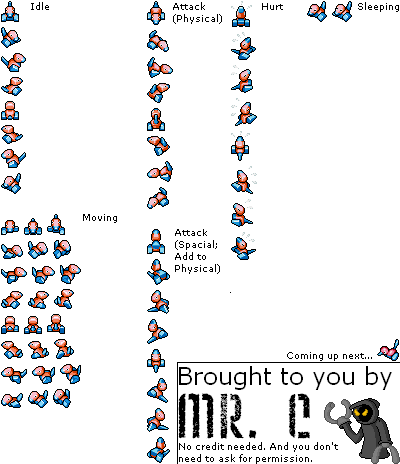 Idle
Attack
(Physical)
Hurt
Sleeping
Moving
Attack
(Spacial;
Add to
Physical)
Coming up next...
Brought to you by
MR. C
No credit needed. And you don't
need to ask for permission.